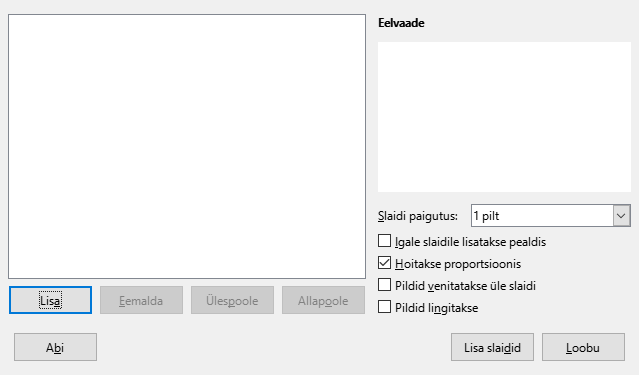 Eelvaade
Slaidi paigutus: 1 pilt
Igale slaidile lisatakse pealdis
Hoitakse proportsioonis
Pildid venitatakse üle slaidi
Pildid lingitakse
Lisa Eemalda Ülespoole Allapoole
Abi Lisa slaidid Loobu